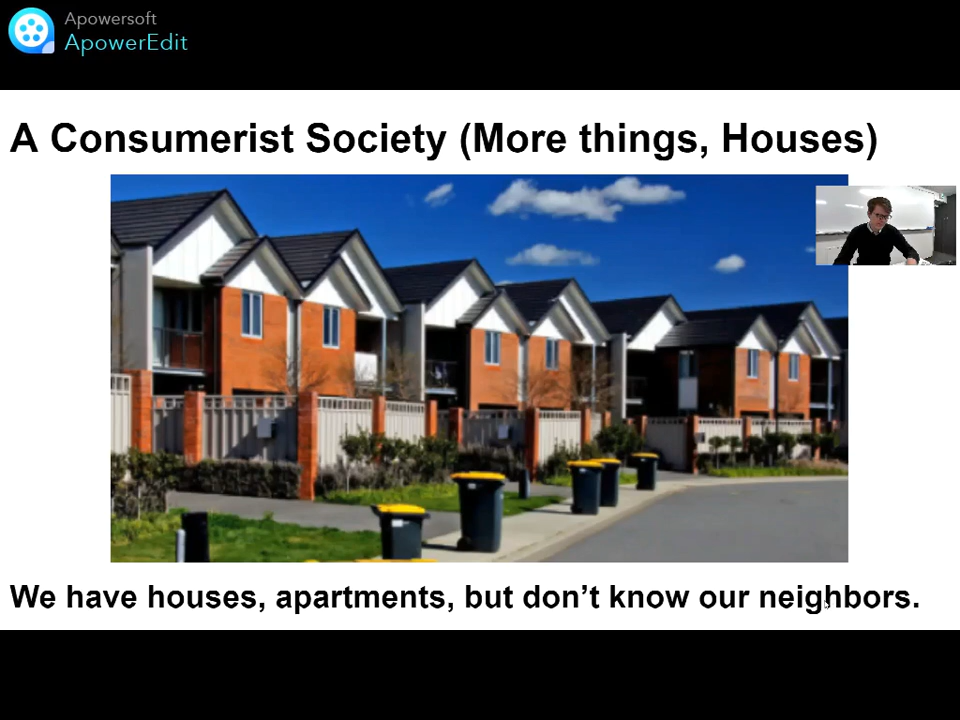 Apowersoft
ApowerEdit
A Consumerist Society (More things, Houses)
We have houses, apartments, but don’t know our neighbors.